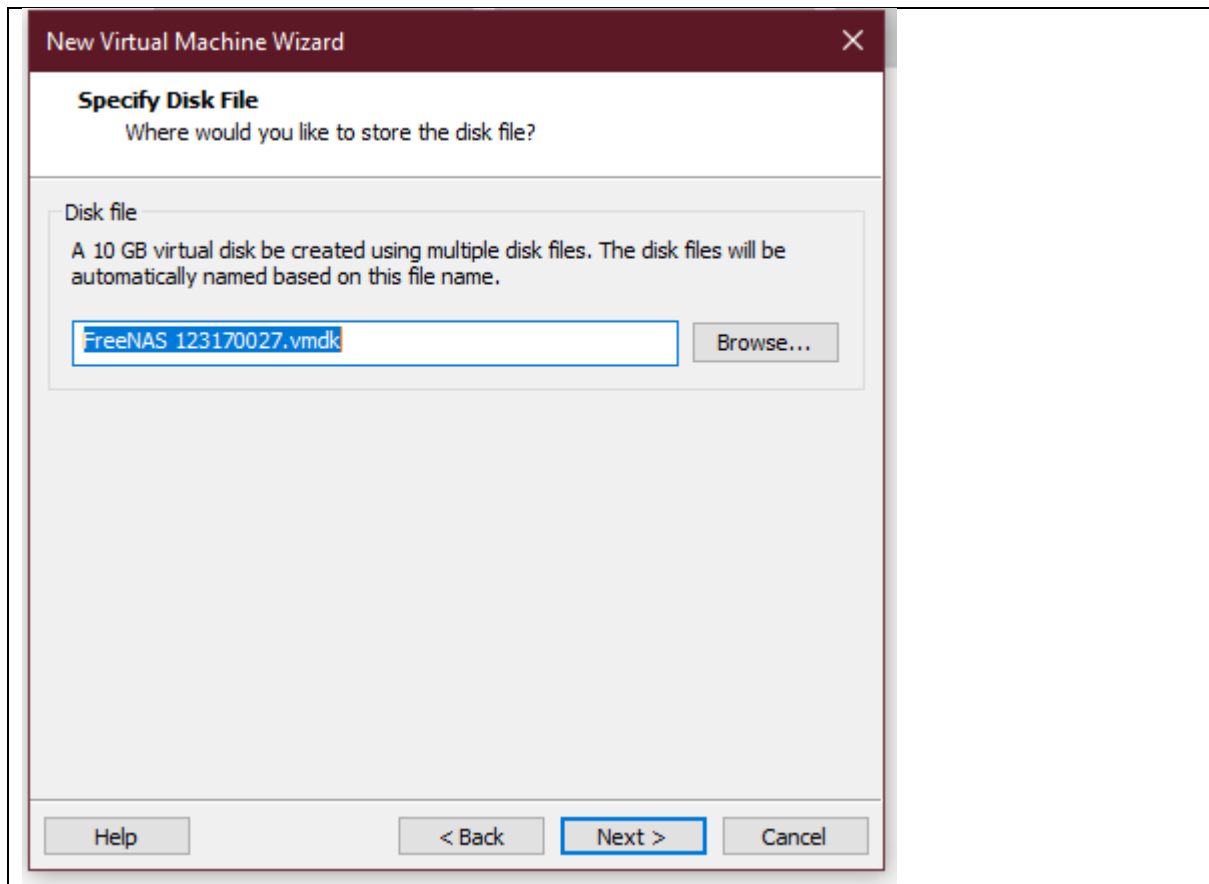 New Virtual Machine Wizard
Specify Disk File
Where would you like to store the disk file?
Disk file
A 10 GB virtual disk be created using multiple disk files. The disk files will be
automatically named based on this file name.
FreeNAS 123170027.vmdk
Browse...
Help
< Back
Next >
Cancel